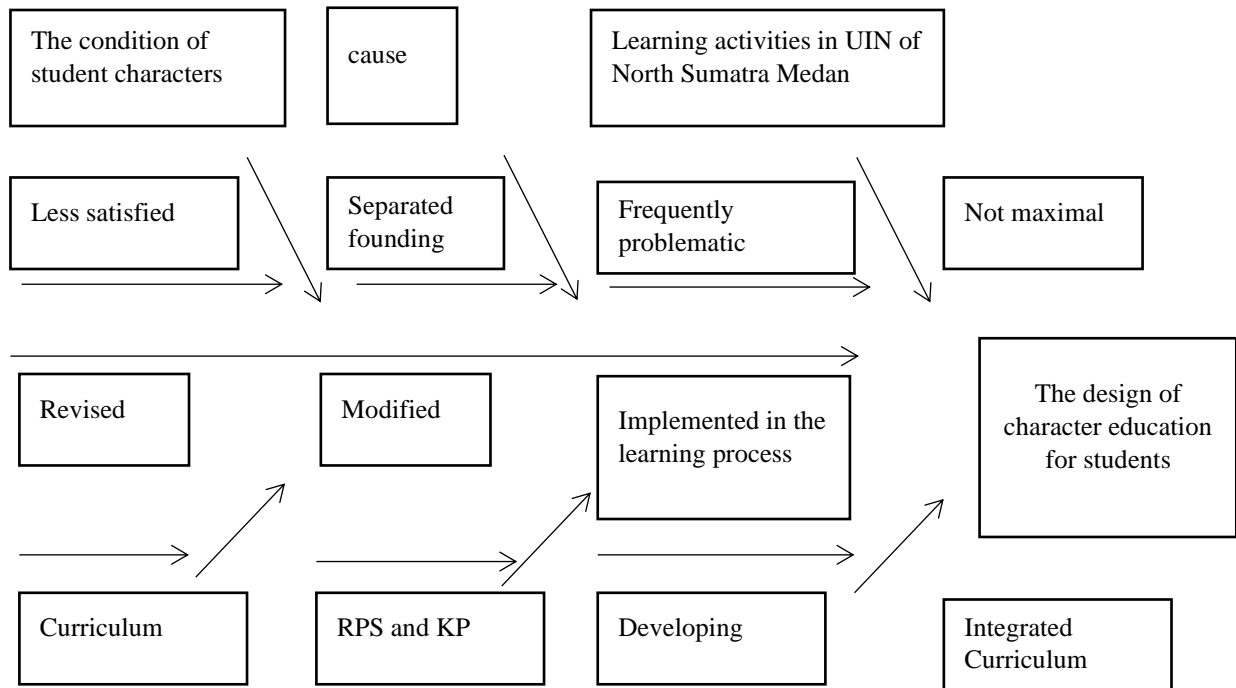 The condition of
student characters
cause
Learning activities in UIN of
North Sumatra Medan
Less satisfied
Separated
founding
Frequently
problematic
Not maximal
Revised
Modified
Implemented in the
learning process
The design of
character education
for students
Curriculum
RPS and KP
Developing
Integrated
Curriculum